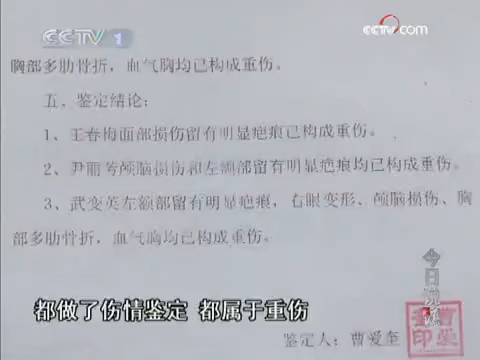 CCTV 1
cctv.com
胸部多肋骨折，血气胸均已构成重伤。
五、鉴定结论：
1、王春梅面部损伤留有明显疤痕已构成重伤。
2、尹丽芳颅脑损伤和左额部留有明显疤痕均已构成重伤。
3、武变英左额部留有明显疤痕，右眼变形、颅脑损伤、胸
部多肋骨折，血气胸均已构成重伤。
今日说法
都做了伤情鉴定 都属于重伤
鉴定人：曹爱奎